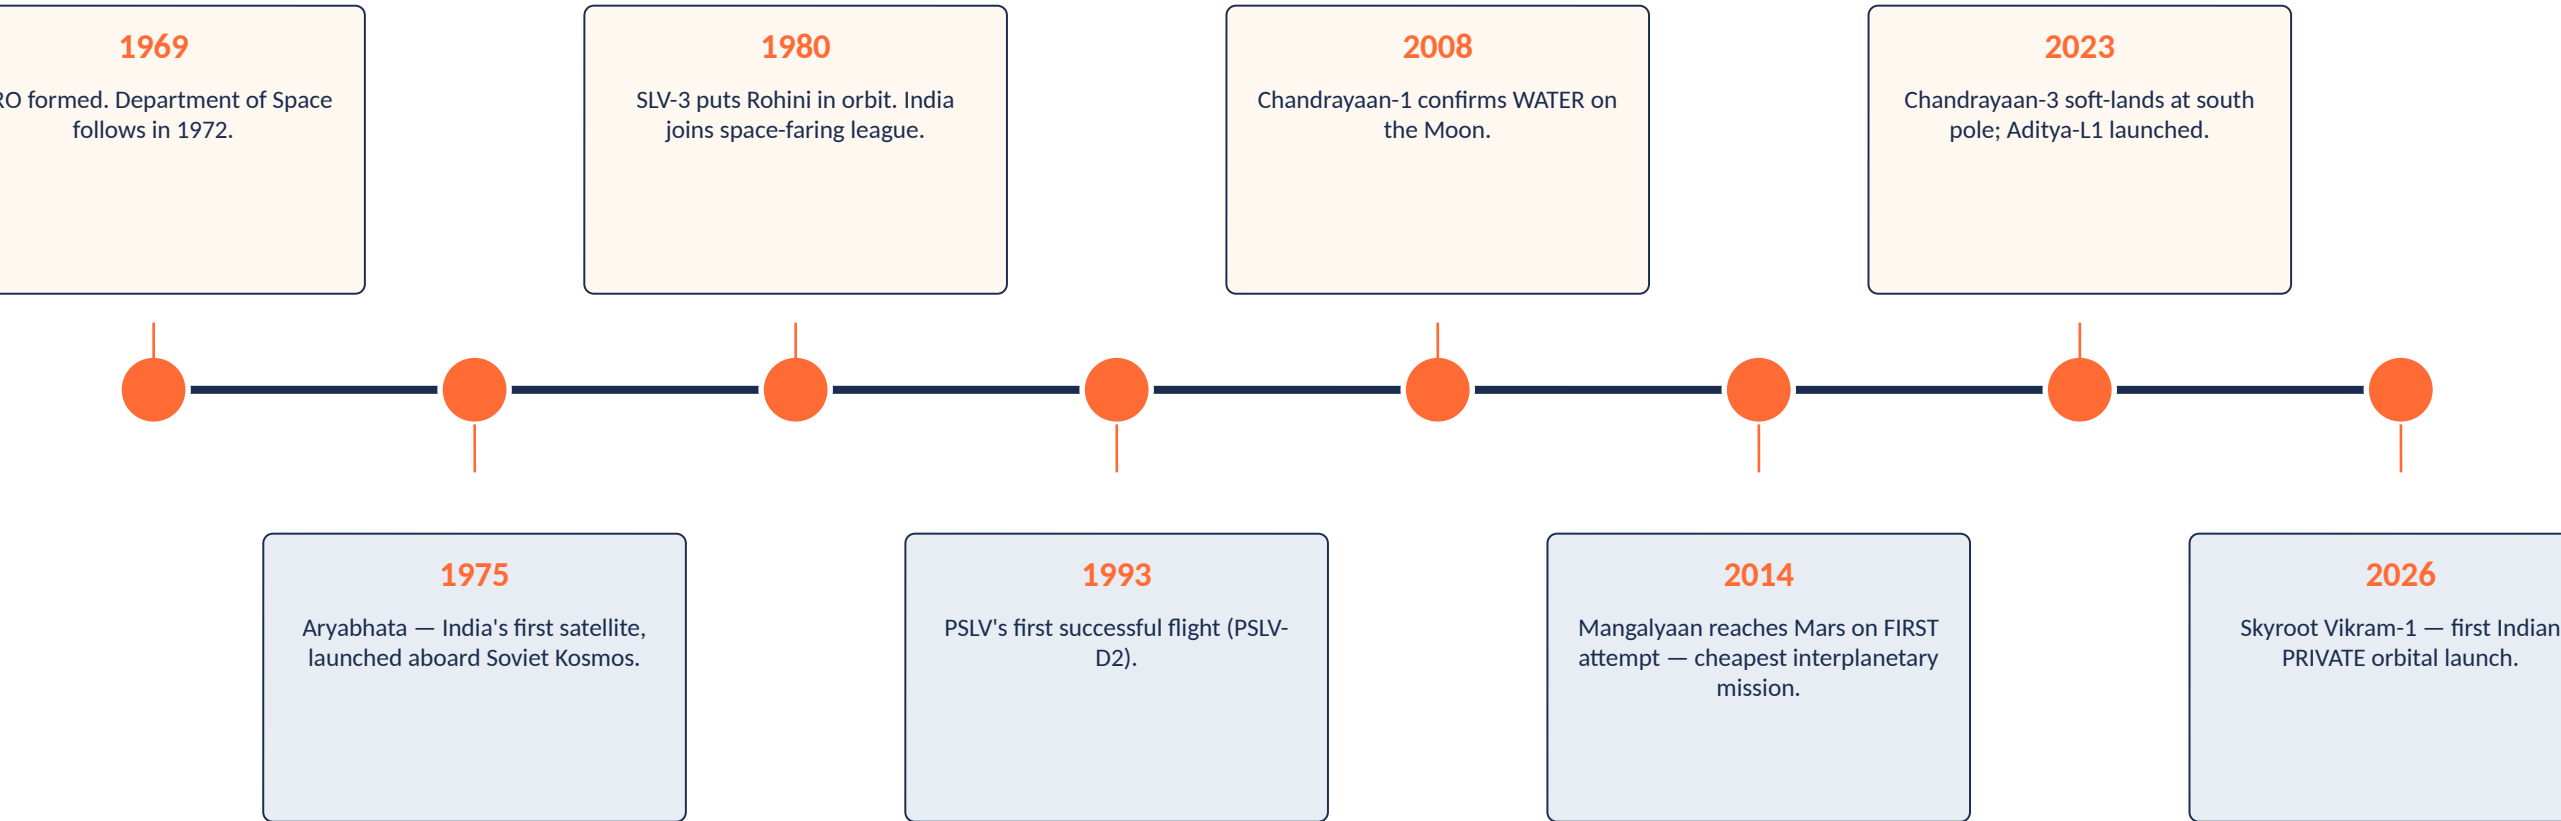 1969
RO formed. Department of Space
follows in 1972.
1980
SLV-3 puts Rohini in orbit. India
joins space-faring league.
2008
Chandrayaan-1 confirms WATER on
the Moon.
2023
Chandrayaan-3 soft-lands at south
pole; Aditya-L1 launched.
1975
Aryabhata — India's first satellite,
launched aboard Soviet Kosmos.
1993
PSLV's first successful flight (PSLV-
D2).
2014
Mangalyaan reaches Mars on FIRST
attempt — cheapest interplanetary
mission.
2026
Skyroot Vikram-1 — first Indian
PRIVATE orbital launch.